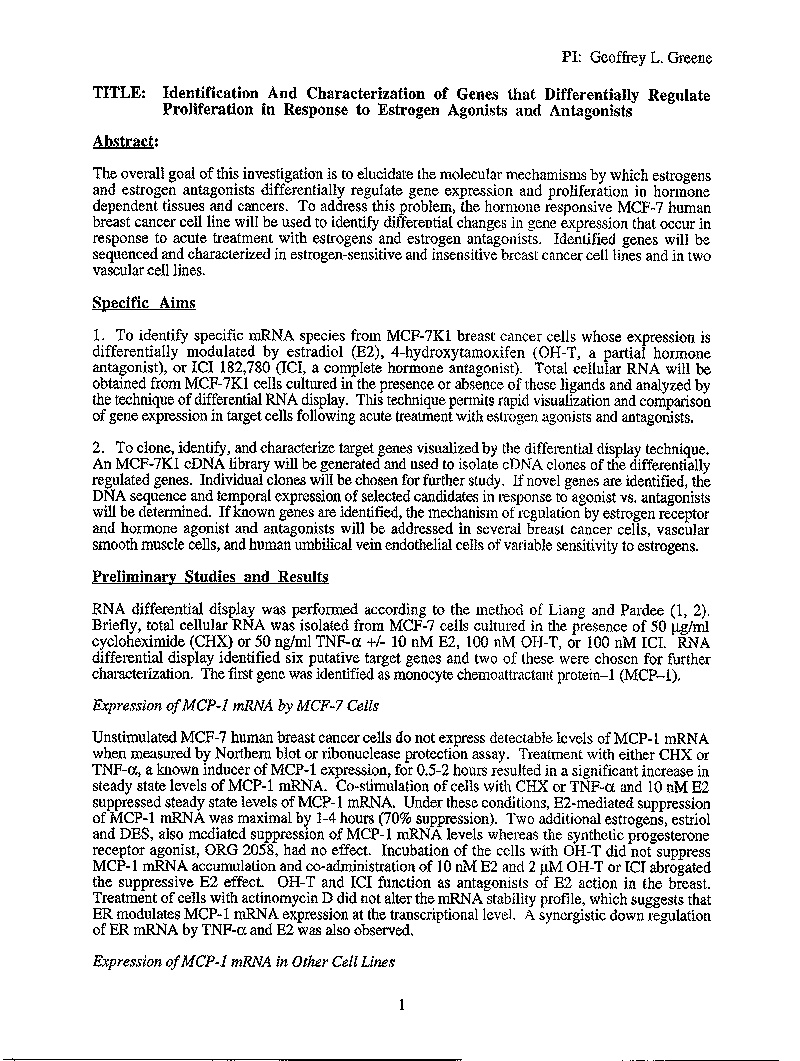 PI: Geoffrey L. Greene
TITLE: Identification And Characterization of Genes that Differentially Regulate
Proliferation in Response to Estrogen Agonists and Antagonists
Abstract:
The overall goal of this investigation is to elucidate the molecular mechanisms by which estrogens
and estrogen antagonists differentially regulate gene expression and proliferation in hormone
dependent tissues and cancers. To address this problem, the hormone responsive MCF-7 human
breast cancer cell line will be used to identify differential changes in gene expression that occur in
response to acute treatment with estrogens and estrogen antagonists. Identified genes will be
sequenced and characterized in estrogen-sensitive and insensitive breast cancer cell lines and in two
vascular cell lines.
Specific Aims
1. To identify specific mRNA species from MCF-7K1 breast cancer cells whose expression is
differentially modulated by estradiol (E2), 4-hydroxytamoxifen (OH-T, a partial hormone
antagonist), or ICI 182,780 (ICI, a complete hormone antagonist). Total cellular RNA will be
obtained from MCF-7K1 cells cultured in the presence or absence of these ligands and analyzed by
the technique of differential RNA display. This technique permits rapid visualization and comparison
of gene expression in target cells following acute treatment with estrogen agonists and antagonists.
2. To clone, identify, and characterize target genes visualized by the differential display technique.
An MCF-7K1 cDNA library will be generated and used to isolate cDNA clones of the differentially
regulated genes. Individual clones will be chosen for further study. If novel genes are identified, the
DNA sequence and temporal expression of selected candidates in response to agonist vs. antagonists
will be determined. If known genes are identified, the mechanism of regulation by estrogen receptor
and hormone agonist and antagonists will be addressed in several breast cancer cells, vascular
smooth muscle cells, and human umbilical vein endothelial cells of variable sensitivity to estrogens.
Preliminary Studies and Results
RNA differential display was performed according to the method of Liang and Pardee (1, 2).
Briefly, total cellular RNA was isolated from MCF-7 cells cultured in the presence of 50 µg/ml
cycloheximide (CHX) or 50 ng/ml TNF-α +/- 10 nM E2, 100 nM OH-T, or 100 nM ICI. RNA
differential display identified six putative target genes and two of these were chosen for further
characterization. The first gene was identified as monocyte chemoattractant protein-1 (MCP-1).
Expression of MCP-1 mRNA by MCF-7 Cells
Unstimulated MCF-7 human breast cancer cells do not express detectable levels of MCP-1 mRNA
when measured by Northern blot or ribonuclease protection assay. Treatment with either CHX or
TNF-α, a known inducer of MCP-1 expression, for 0.5-2 hours resulted in a significant increase in
steady state levels of MCP-1 mRNA. Co-stimulation of cells with CHX or TNF-α and 10 nM E2
suppressed steady state levels of MCP-1 mRNA. Under these conditions, E2-mediated suppression
of MCP-1 mRNA was maximal by 1-4 hours (70% suppression). Two additional estrogens, estriol
and DES, also mediated suppression of MCP-1 mRNA levels whereas the synthetic progesterone
receptor agonist, ORG 2058, had no effect. Incubation of the cells with OH-T did not suppress
MCP-1 mRNA accumulation and co-administration of 10 nM E2 and 2 µM OH-T or ICI abrogated
the suppressive E2 effect. OH-T and ICI function as antagonists of E2 action in the breast.
Treatment of cells with actinomycin D did not alter the mRNA stability profile, which suggests that
ER modulates MCP-1 mRNA expression at the transcriptional level. A synergistic down regulation
of ER mRNA by TNF-α and E2 was also observed.
Expression of MCP-1 mRNA in Other Cell Lines
1